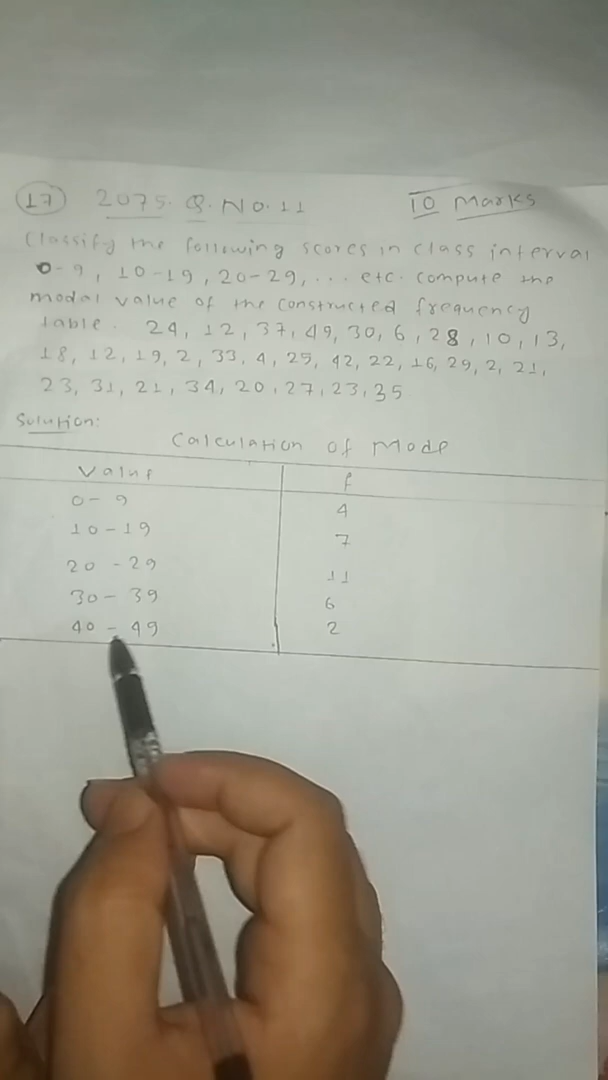 17 2075. Q. No. 11 10 Marks
Classify the following scores in class interval
0-9, 10-19, 20-29, ... etc. compute the
modal value of the constructed frequency
table. 24, 12, 37, 49, 30, 6, 28, 10, 13,
18, 12, 19, 2, 33, 4, 25, 42, 22, 16, 29, 2, 21,
23, 31, 21, 34, 20, 27, 23, 35
Solution:
Calculation of Mode
Value f
0-9 4
10-19 7
20-29 11
30-39 6
40-49 2